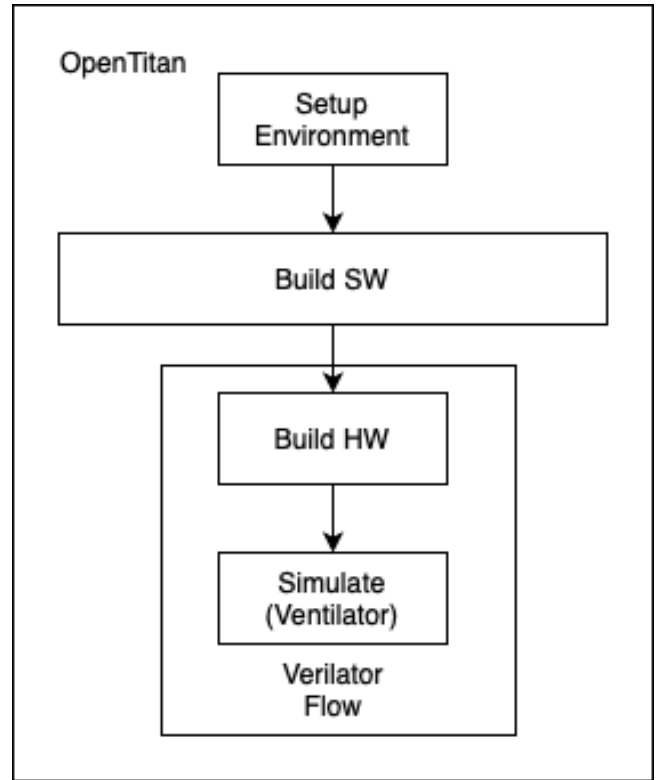 OpenTitan
Setup
Environment
Build SW
Build HW
Simulate
(Ventilator)
Verilator
Flow